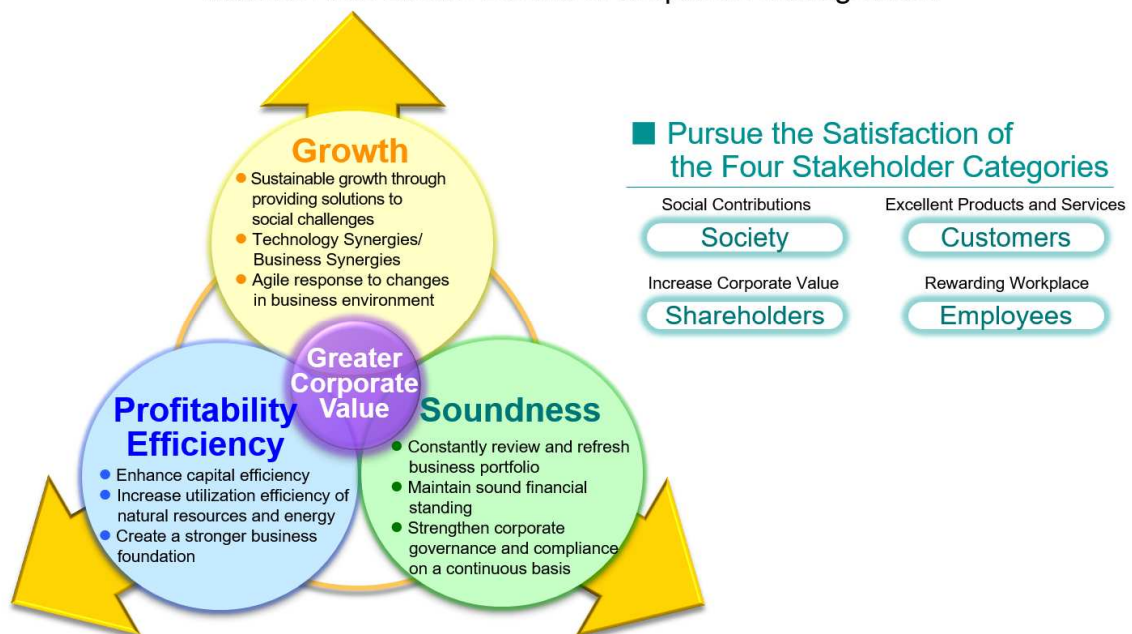 Growth
Sustainable growth through
providing solutions to
social challenges
Technology Synergies/
Business Synergies
Agile response to changes
in business environment
Greater
Corporate
Value
Profitability
Efficiency
Enhance capital efficiency
Increase utilization efficiency of
natural resources and energy
Create a stronger business
foundation
Soundness
Constantly review and refresh
business portfolio
Maintain sound financial
standing
Strengthen corporate
governance and compliance
on a continuous basis
Pursue the Satisfaction of
the Four Stakeholder Categories
Social Contributions
Society
Excellent Products and Services
Customers
Increase Corporate Value
Shareholders
Rewarding Workplace
Employees